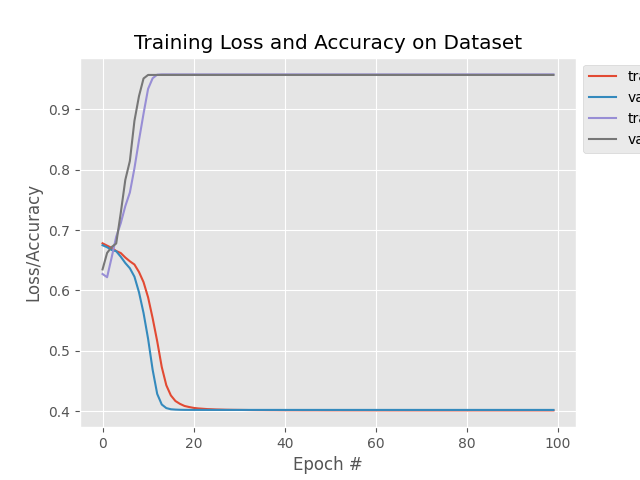 Training Loss and Accuracy on Dataset
Loss/Accuracy
0.9
0.8
0.7
0.6
0.5
0.4
0 20 40 60 80 100
Epoch #
tra
va
tra
va